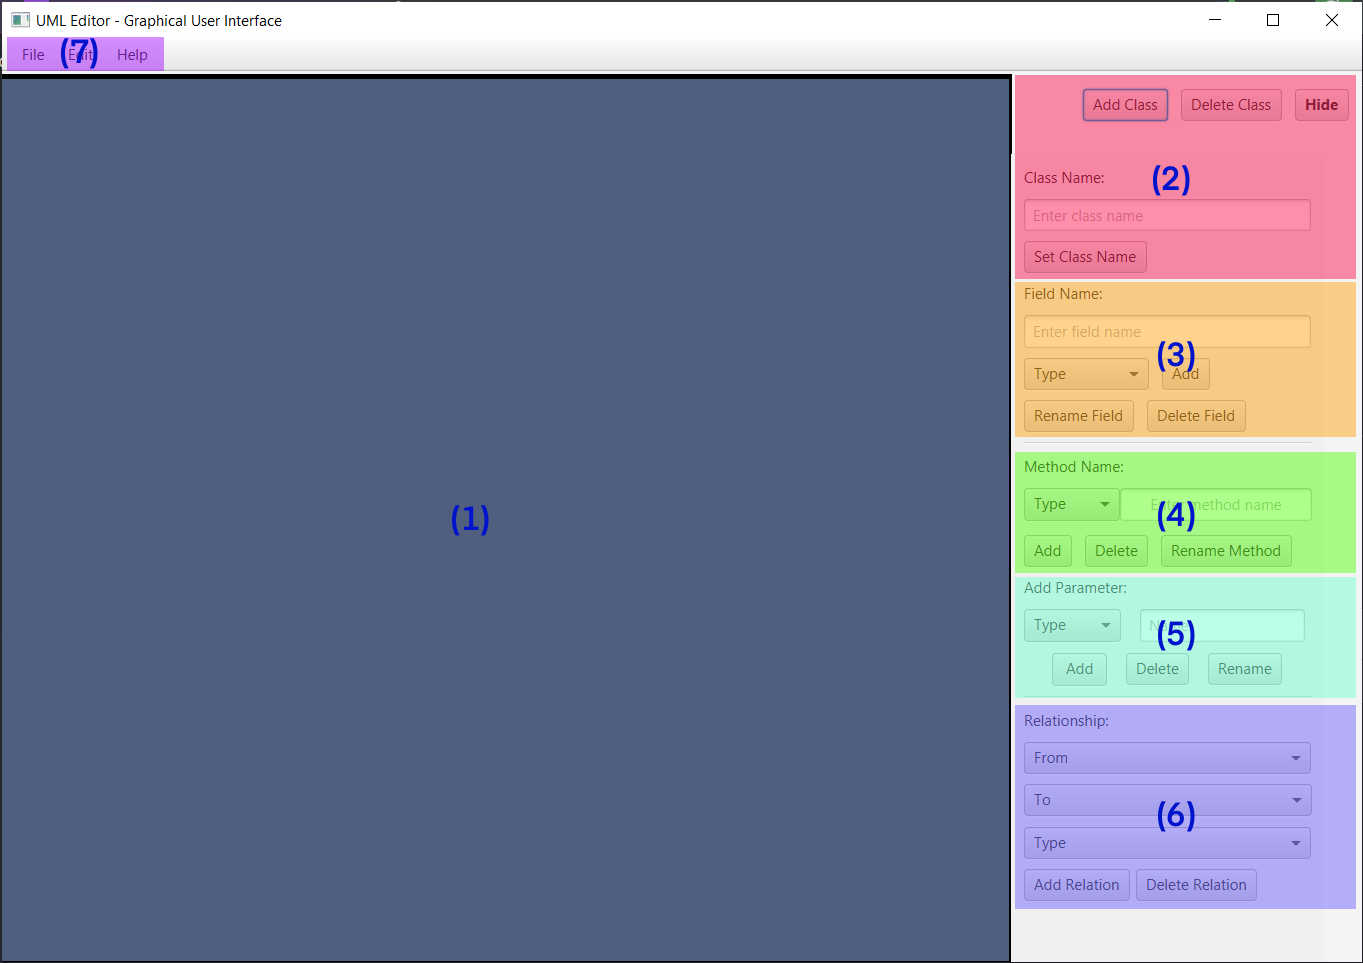 UML Editor - Graphical User Interface
File Edit Help
(7)
Add Class Delete Class Hide
Class Name:
(2)
Enter class name
Set Class Name
Field Name:
Enter field name
(3)
Type Add
Rename Field Delete Field
Method Name:
Type Enter method name
(4)
(1)
Add Delete Rename Method
Add Parameter:
Type Name
(5)
Add Delete Rename
Relationship:
From
To
(6)
Type
Add Relation Delete Relation